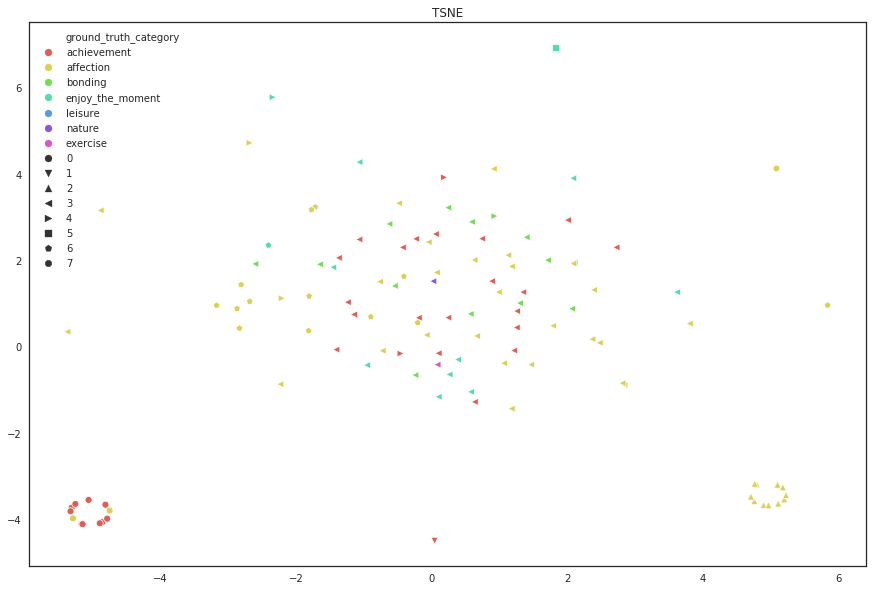 TSNE
ground_truth_category
achievement
affection
bonding
enjoy_the_moment
leisure
nature
exercise
0
1
2
3
4
5
6
7
6
4
2
0
−2
−4
−4
−2
0
2
4
6